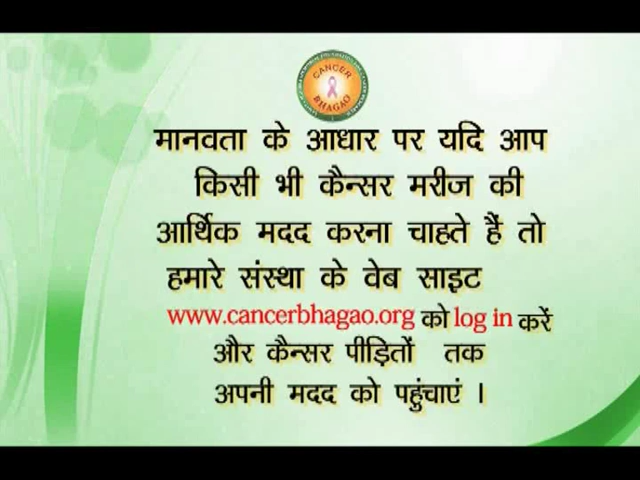 CANCER
BHAGAO
मानवता के आधार पर यदि आप
किसी भी कैन्सर मरीज की
आर्थिक मदद करना चाहते हैं तो
हमारे संस्था के वेब साइट
www.cancerbhagao.org को log in करें
और कैन्सर पीड़ितों तक
अपनी मदद को पहुंचाएं ।